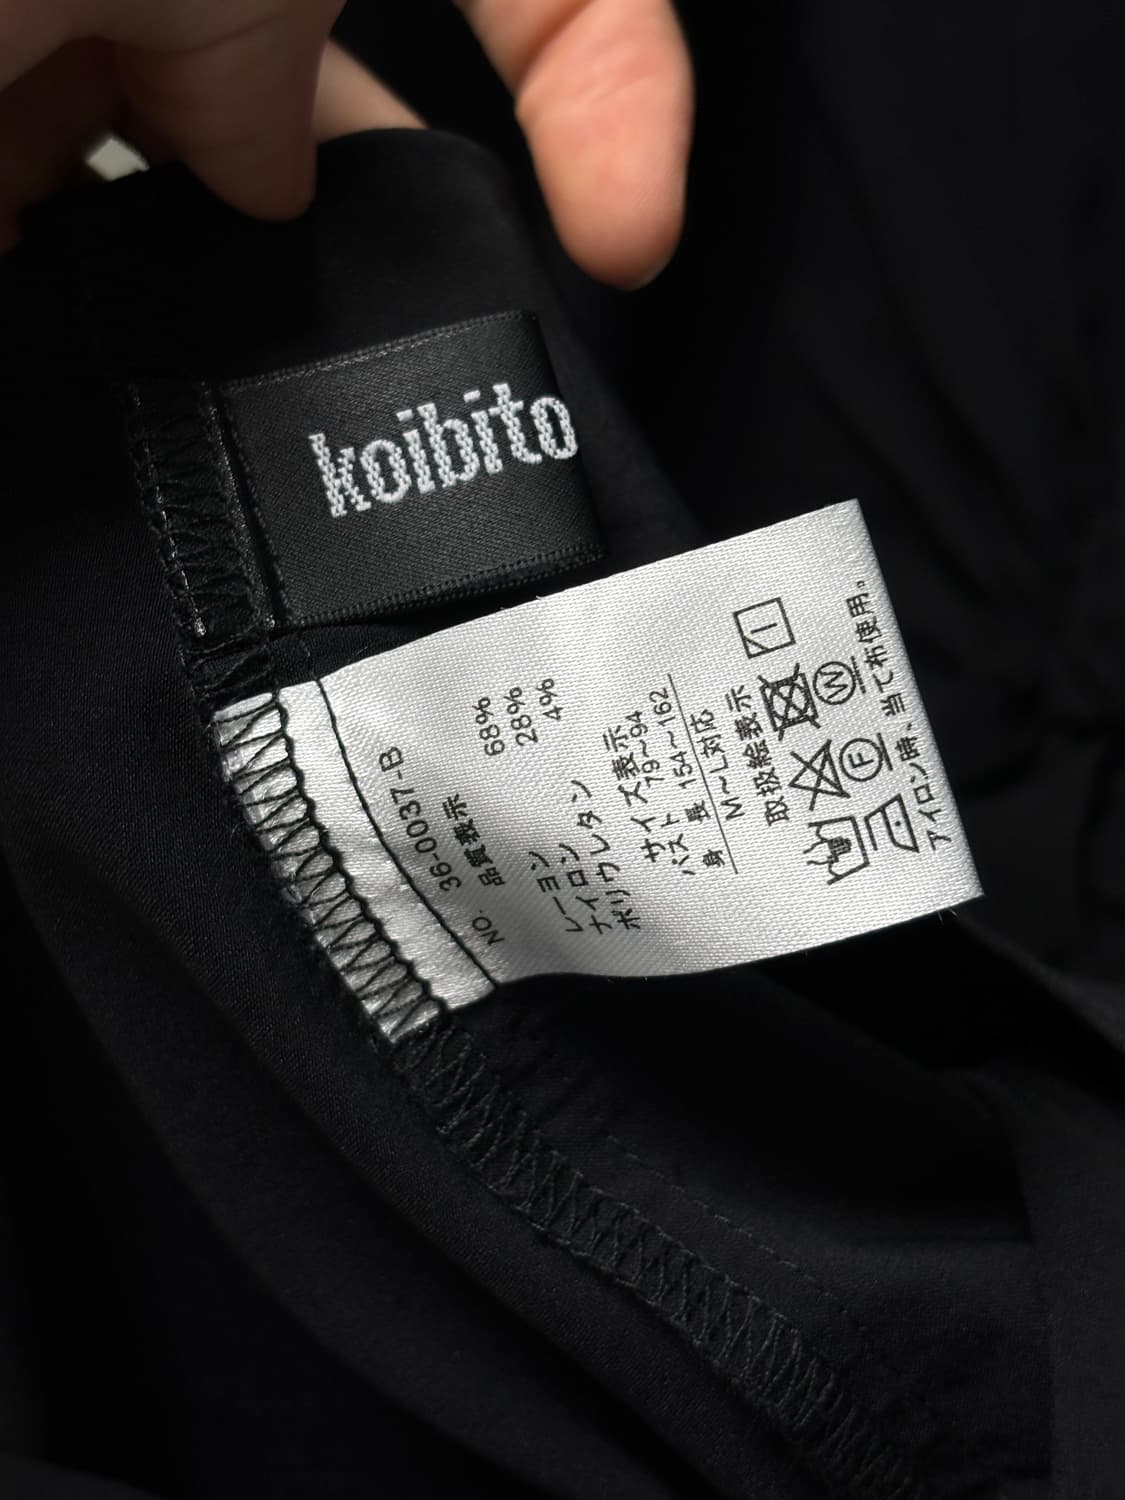 koibito
NO. 36-0037-B
品質表示
レーヨン 68%
ナイロン 28%
ポリウレタン 4%
サイズ表示
バスト 79～94
身長 154～162
M～L対応
取扱絵表示
F W
アイロン時、当て布使用。